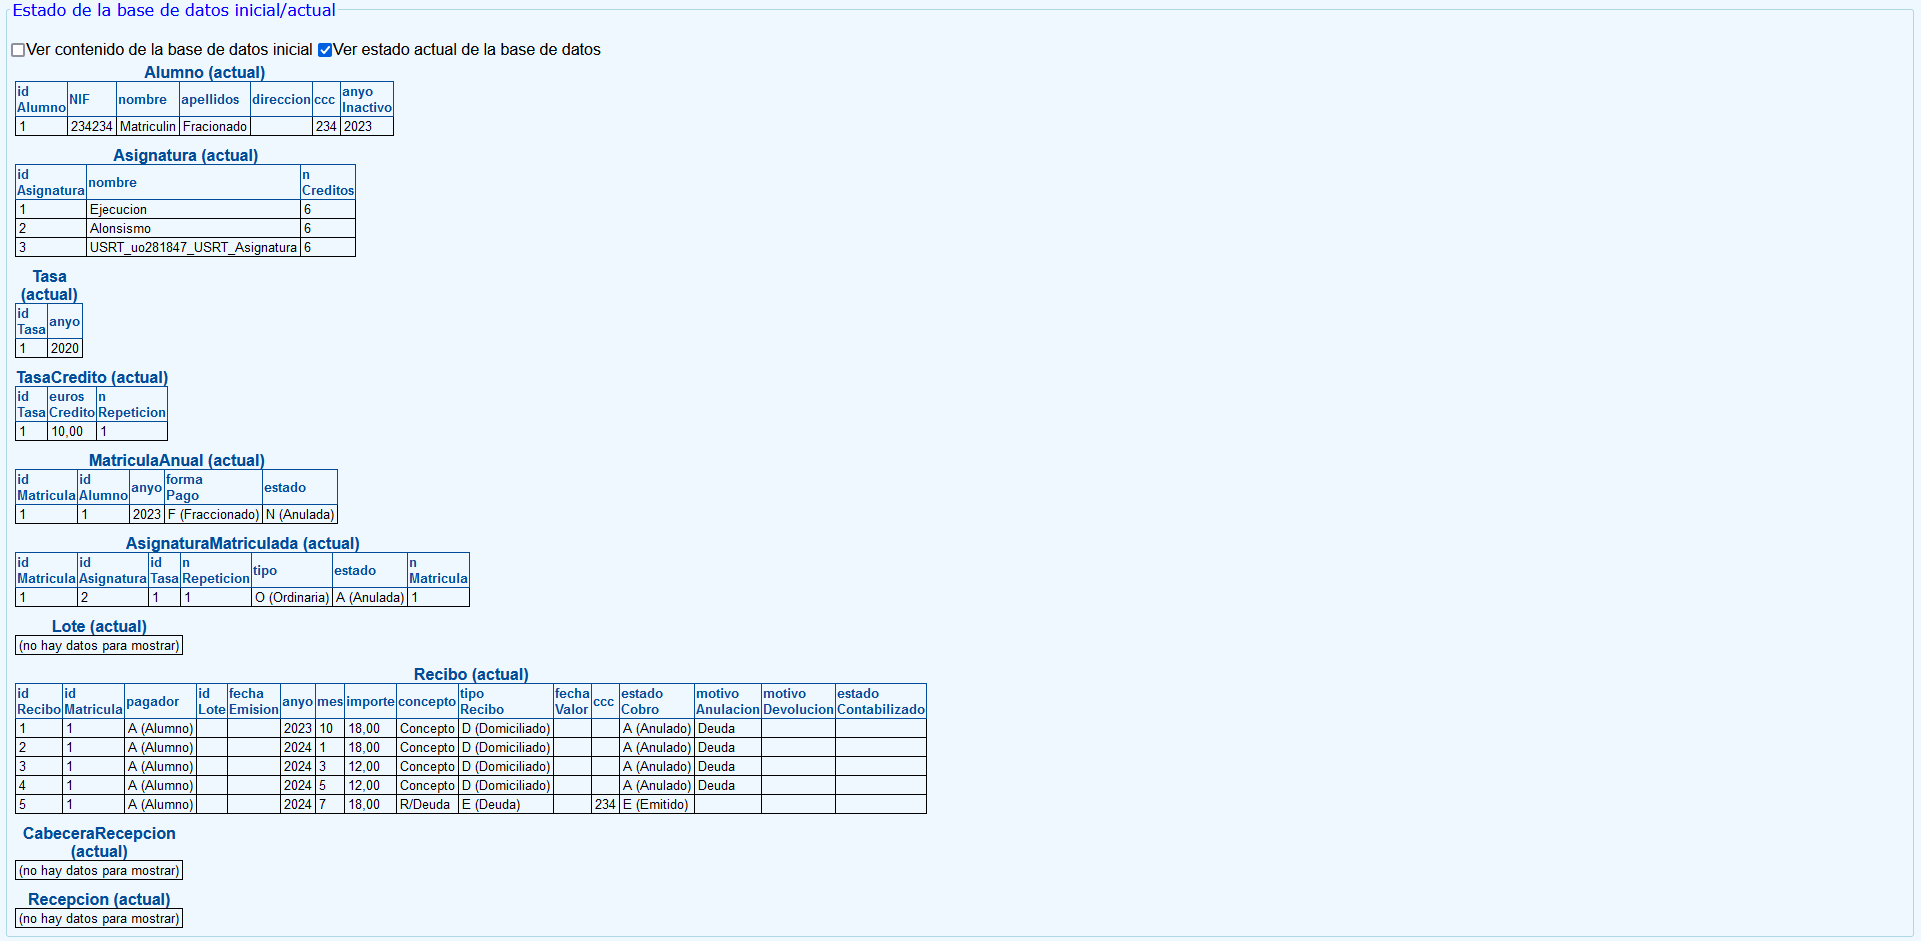 Estado de la base de datos inicial/actual
Ver contenido de la base de datos inicial Ver estado actual de la base de datos
Alumno (actual)
id Alumno NIF nombre apellidos direccion ccc anyo Inactivo
1 234234 Matriculin Fracionado 234 2023
Asignatura (actual)
id Asignatura nombre n Creditos
1 Ejecucion 6
2 Alonsismo 6
3 USRT_uo281847_USRT_Asignatura 6
Tasa (actual)
id Tasa anyo
1 2020
TasaCredito (actual)
id Tasa euros Credito n Repeticion
1 10,00 1
MatriculaAnual (actual)
id Matricula id Alumno anyo forma Pago estado
1 1 2023 F (Fraccionado) N (Anulada)
AsignaturaMatriculada (actual)
id Matricula id Asignatura id Tasa n Repeticion tipo estado n Matricula
1 2 1 1 O (Ordinaria) A (Anulada) 1
Lote (actual)
(no hay datos para mostrar)
Recibo (actual)
id Recibo id Matricula pagador id Lote fecha Emision anyo mes importe concepto tipo Recibo fecha Valor ccc estado Cobro motivo Anulacion motivo Devolucion estado Contabilizado
1 1 A (Alumno) 2023 10 18,00 Concepto D (Domiciliado) A (Anulado) Deuda
2 1 A (Alumno) 2024 1 18,00 Concepto D (Domiciliado) A (Anulado) Deuda
3 1 A (Alumno) 2024 3 12,00 Concepto D (Domiciliado) A (Anulado) Deuda
4 1 A (Alumno) 2024 5 12,00 Concepto D (Domiciliado) A (Anulado) Deuda
5 1 A (Alumno) 2024 7 18,00 R/Deuda E (Deuda) 234 E (Emitido)
CabeceraRecepcion (actual)
(no hay datos para mostrar)
Recepcion (actual)
(no hay datos para mostrar)